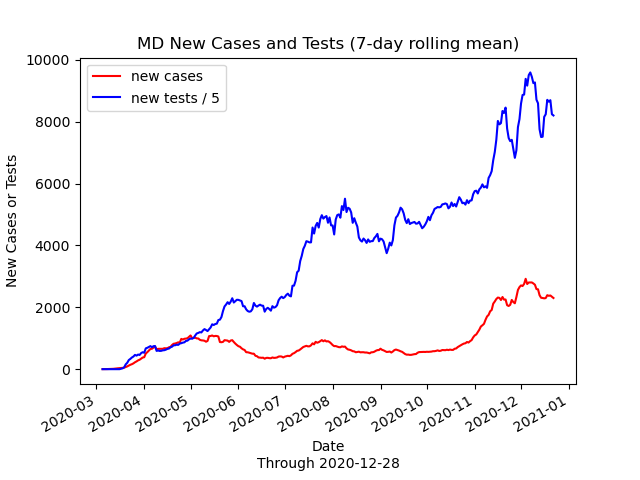 MD New Cases and Tests (7-day rolling mean)
new cases
new tests / 5
New Cases or Tests
10000
8000
6000
4000
2000
0
2020-03
2020-04
2020-05
2020-06
2020-07
2020-08
2020-09
2020-10
2020-11
2020-12
2021-01
Date
Through 2020-12-28